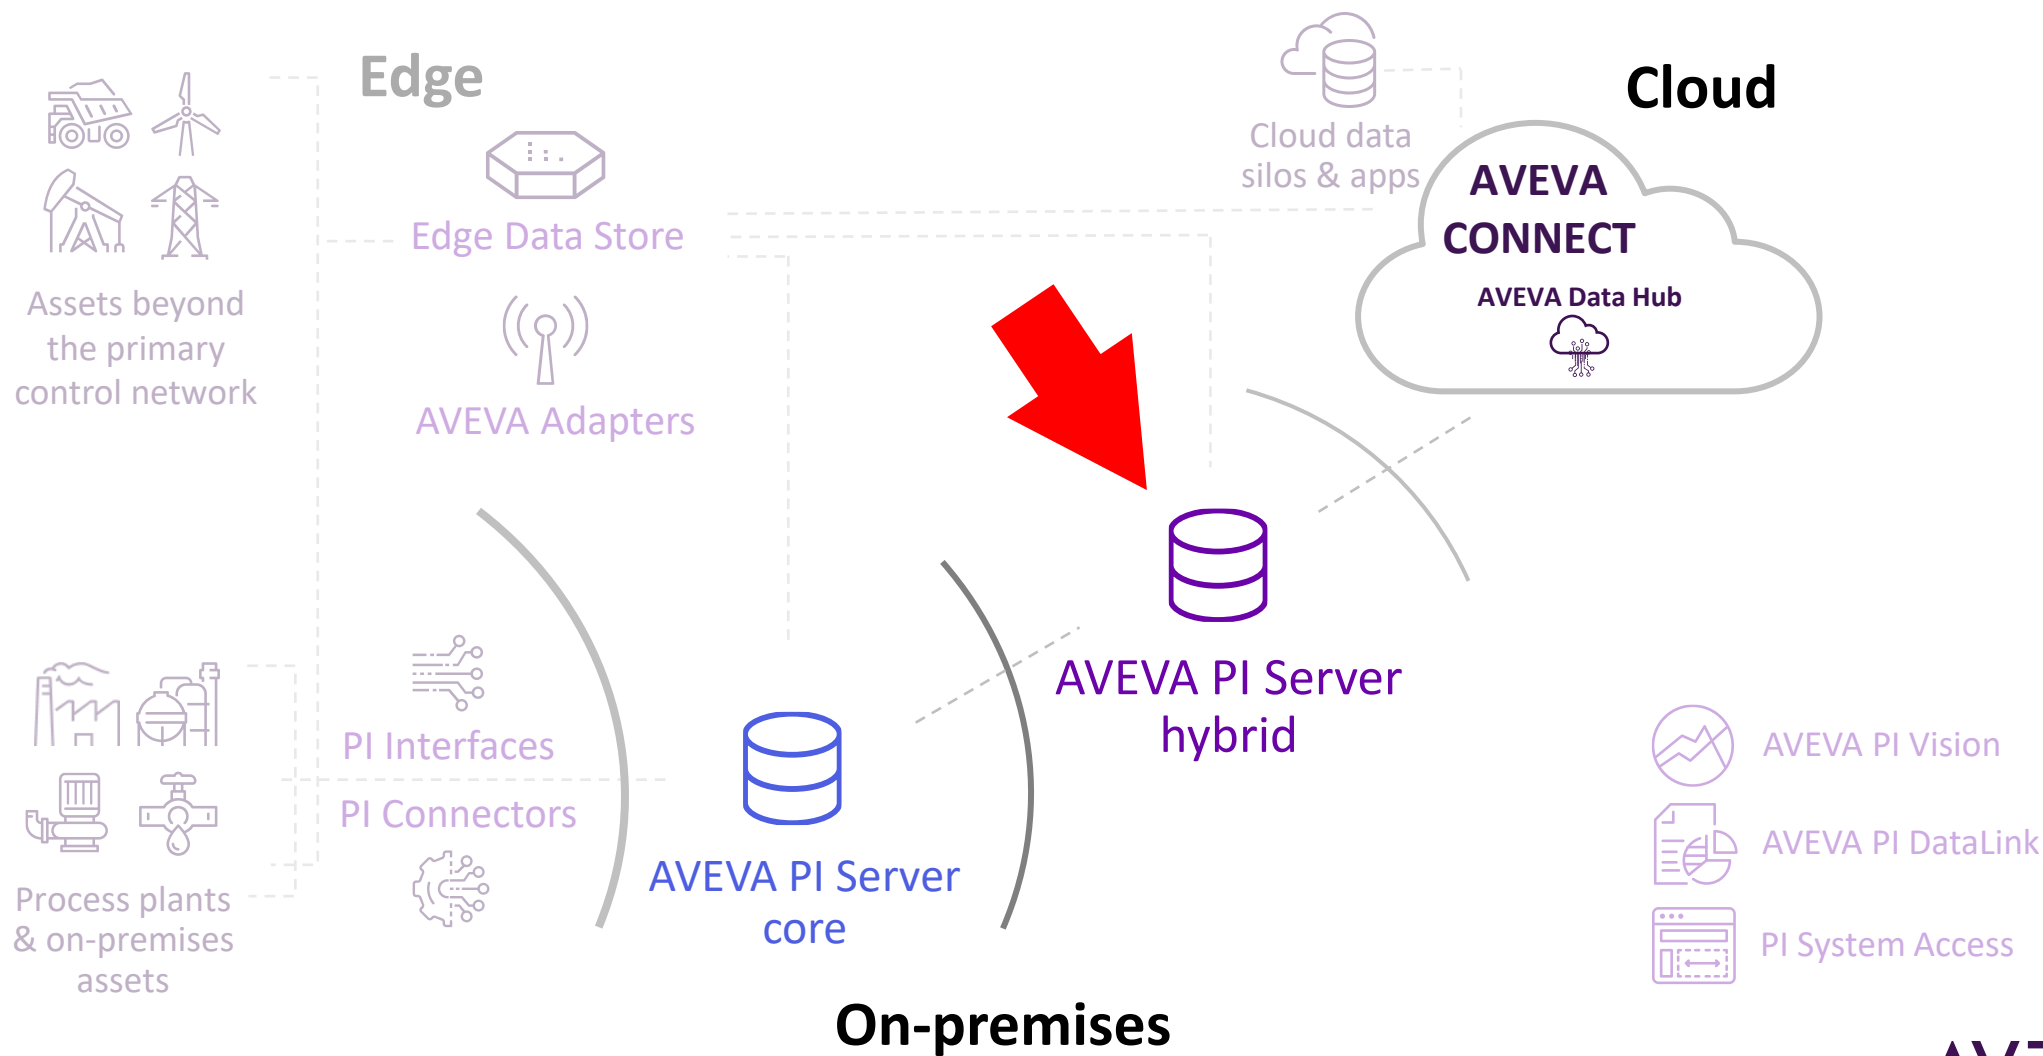 Edge
Cloud
Cloud data
silos & apps
AVEVA
CONNECT
AVEVA Data Hub
Edge Data Store
Assets beyond
the primary
control network
AVEVA Adapters
AVEVA PI Server
hybrid
PI Interfaces
PI Connectors
AVEVA PI Server
core
Process plants
& on-premises
assets
AVEVA PI Vision
AVEVA PI DataLink
PI System Access
On-premises